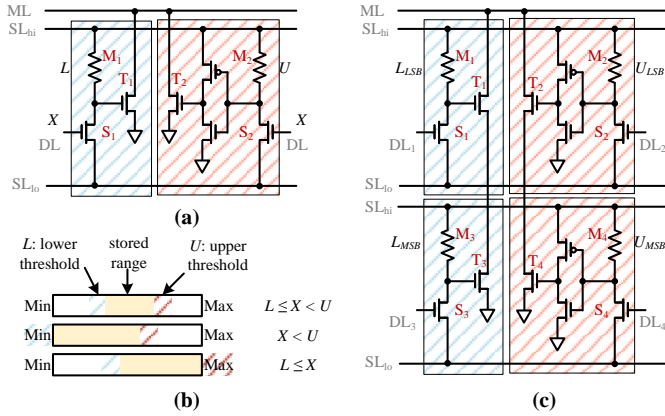 ML
SLhi
L M1 T1 T2 M2 U
X S1 S2 X
DL DL
SLlo
(a)
L: lower threshold
stored range
U: upper threshold
Min Max L ≤ X < U
Min Max X < U
Min Max L ≤ X
(b)
ML
SLhi
LLSB M1 T1 T2 M2 ULSB
DL1 S1 S2 DL2
SLlo
SLhi
LMSB M3 T3 T4 M4 UMSB
DL3 S3 S4 DL4
SLlo
(c)